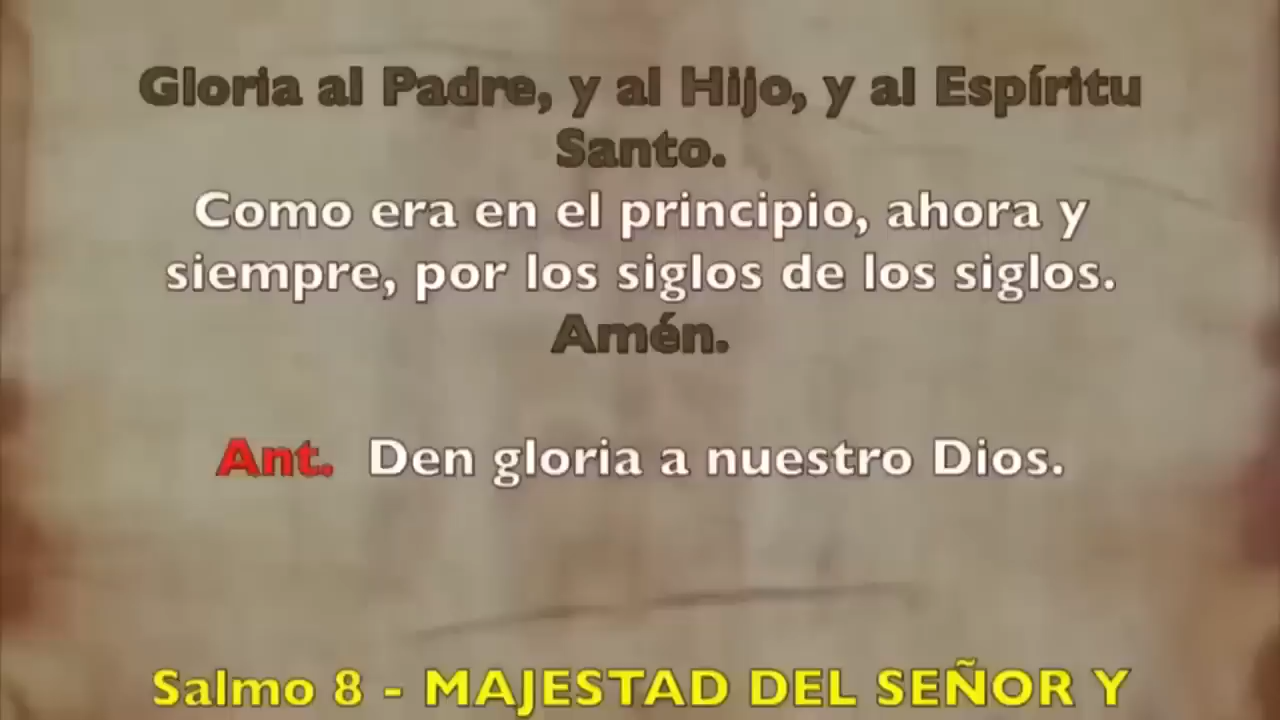 Gloria al Padre, y al Hijo, y al Espíritu
Santo.
Como era en el principio, ahora y
siempre, por los siglos de los siglos.
Amén.
Ant. Den gloria a nuestro Dios.
Salmo 8 - MAJESTAD DEL SEÑOR Y